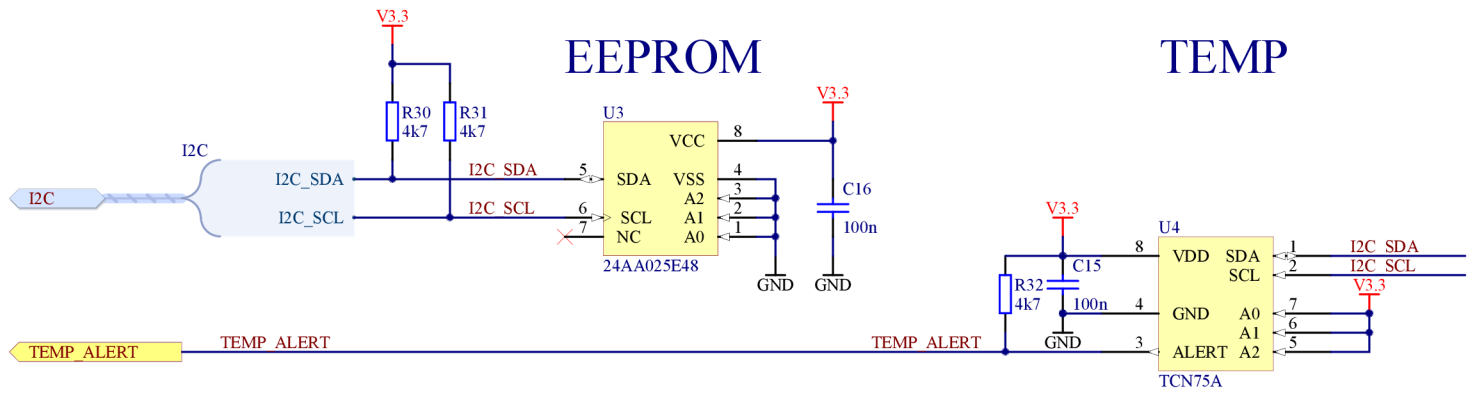 V3.3
EEPROM
TEMP
R30
4k7
R31
4k7
U3
V3.3
I2C
I2C
I2C_SDA
I2C_SCL
I2C_SDA
I2C_SCL
5
6
7
SDA
SCL
NC
VCC
VSS
A2
A1
A0
8
4
3
2
1
24AA025E48
C16
100n
GND
GND
V3.3
U4
R32
4k7
C15
100n
GND
8
4
3
VDD
GND
ALERT
SDA
SCL
A0
A1
A2
1
2
7
6
5
I2C_SDA
I2C_SCL
V3.3
TCN75A
TEMP_ALERT
TEMP_ALERT
TEMP_ALERT